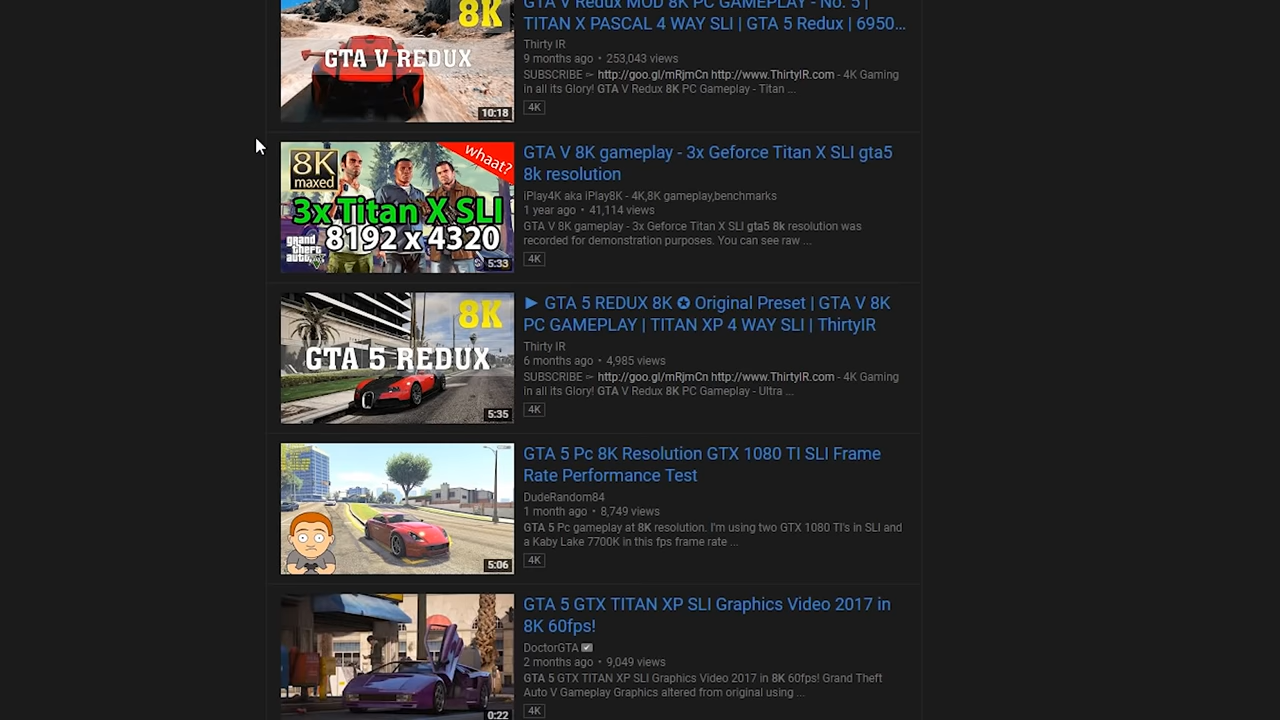 8K
GTA V REDUX
10:18
GTA V Redux MOD 8K PC GAMEPLAY - No. 5 |
TITAN X PASCAL 4 WAY SLI | GTA 5 Redux | 6950...
Thirty IR
9 months ago • 253,043 views
SUBSCRIBE ✄ http://goo.gl/mRjmCn http://www.ThirtyIR.com - 4K Gaming
in all its Glory! GTA V Redux 8K PC Gameplay - Titan ...
4K
8K
maxed
whaat?
3x Titan X SLI
8192 x 4320
grand
theft
auto V
5:33
GTA V 8K gameplay - 3x Geforce Titan X SLI gta5
8k resolution
iPlay4K aka iPlay8K - 4K,8K gameplay,benchmarks
1 year ago • 41,114 views
GTA V 8K gameplay - 3x Geforce Titan X SLI gta5 8k resolution was
recorded for demonstration purposes. You can see raw ...
4K
8K
GTA 5 REDUX
5:35
► GTA 5 REDUX 8K ✪ Original Preset | GTA V 8K
PC GAMEPLAY | TITAN XP 4 WAY SLI | ThirtyIR
Thirty IR
6 months ago • 4,985 views
SUBSCRIBE ✄ http://goo.gl/mRjmCn http://www.ThirtyIR.com - 4K Gaming
in all its Glory! GTA V Redux 8K PC Gameplay - Ultra ...
4K
5:06
GTA 5 Pc 8K Resolution GTX 1080 TI SLI Frame
Rate Performance Test
DudeRandom84
1 month ago • 8,749 views
GTA 5 Pc gameplay at 8K resolution. I'm using two GTX 1080 TI's in SLI and
a Kaby Lake 7700K in this fps frame rate ...
4K
0:22
GTA 5 GTX TITAN XP SLI Graphics Video 2017 in
8K 60fps!
DoctorGTA
2 months ago • 9,049 views
GTA 5 GTX TITAN XP SLI Graphics Video 2017 in 8K 60fps! Grand Theft
Auto V Gameplay Graphics altered from original using ...
4K